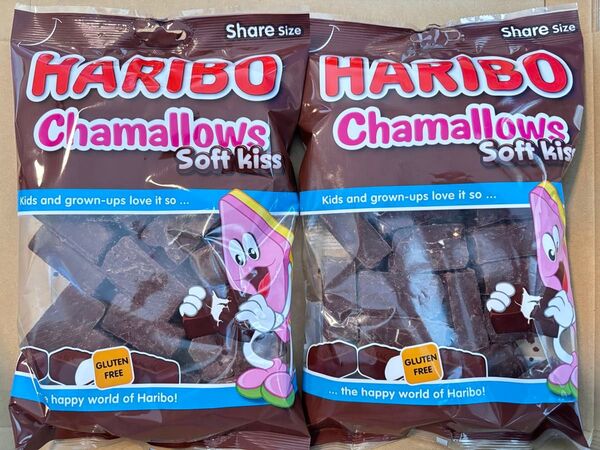 Share Size
HARIBO
Chamallows
Soft kiss
Kids and grown-ups love it so ...
GLUTEN
FREE
happy world of Haribo!
Share Size
HARIBO
Chamallows
Soft kis
Kids and grown-ups love it so ...
GLUTEN
FREE
... the happy world of Haribo!